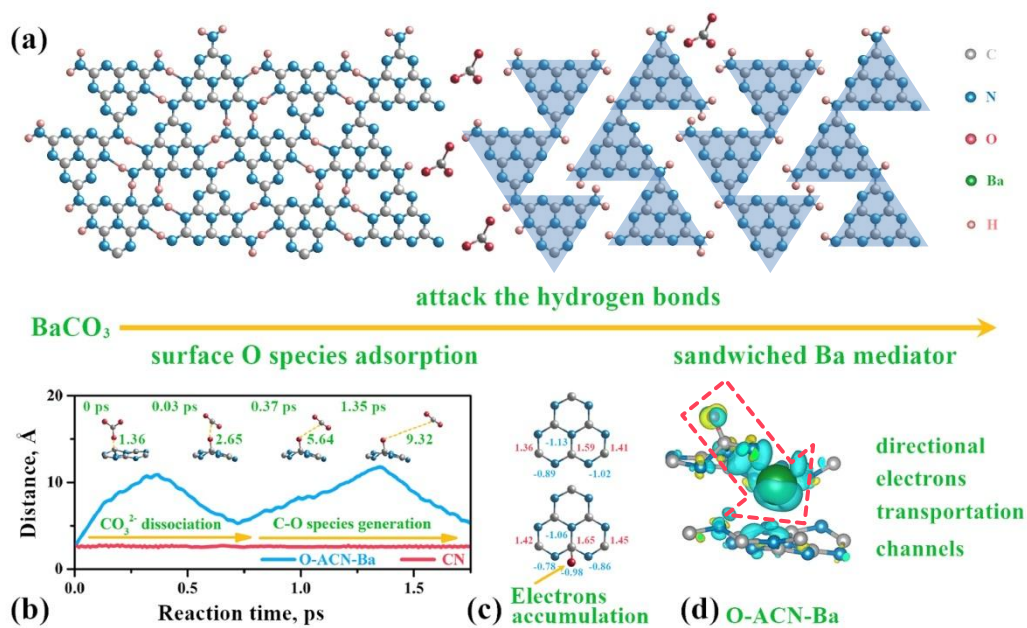 (a)
C
N
O
Ba
H
attack the hydrogen bonds
BaCO₃
surface O species adsorption
sandwiched Ba mediator
20
15
10
5
0
0.0
0.5
1.0
1.5
Distance, Å
Reaction time, ps
0 ps
0.03 ps
0.37 ps
1.35 ps
1.36
2.65
5.64
9.32
CO₃²⁻ dissociation
C-O species generation
O-ACN-Ba
CN
(b)
1.36
-1.13
1.59
1.41
-0.89
-1.02
1.42
-1.06
1.65
1.45
-0.78
-0.98
-0.86
Electrons
accumulation
(c)
directional
electrons
transportation
channels
(d)
O-ACN-Ba